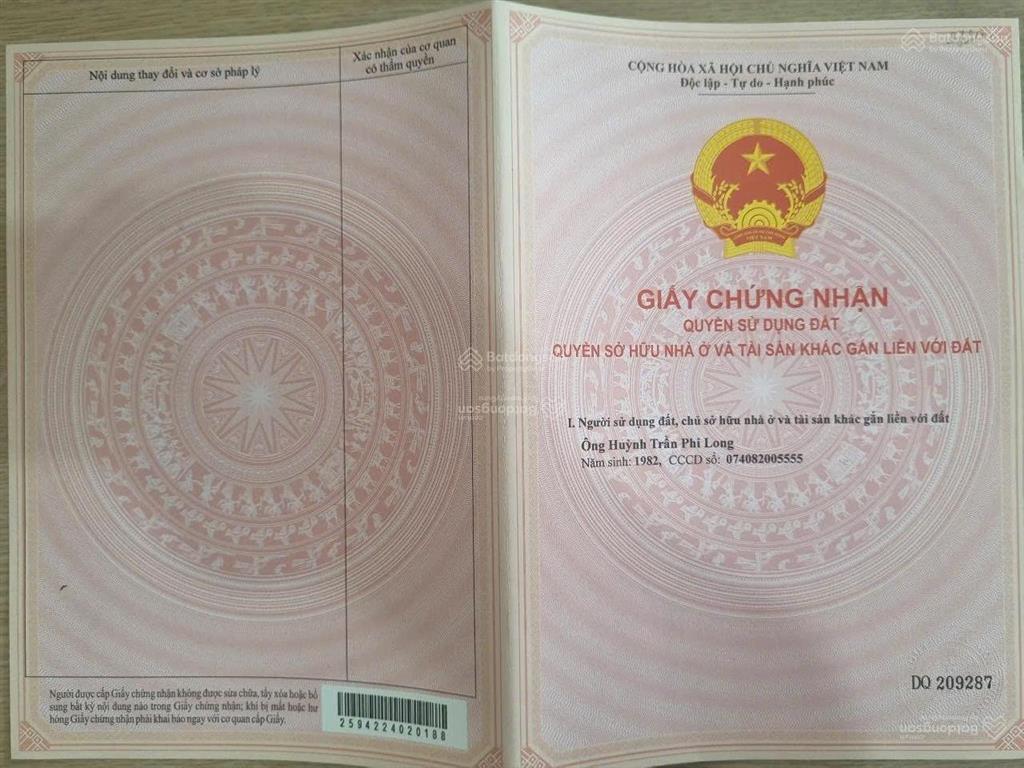 Nội dung thay đổi và cơ sở pháp lý
Xác nhận của cơ quan
có thẩm quyền
Người được cấp Giấy chứng nhận không được sửa chữa, tẩy xóa hoặc bổ
sung bất kỳ nội dung nào trong Giấy chứng nhận; khi bị mất hoặc hư
hỏng Giấy chứng nhận phải khai báo ngay với cơ quan cấp Giấy.
2594224020188
CỘNG HÒA XÃ HỘI CHỦ NGHĨA VIỆT NAM
Độc lập - Tự do - Hạnh phúc
VIỆT NAM
GIẤY CHỨNG NHẬN
QUYỀN SỬ DỤNG ĐẤT
QUYỀN SỞ HỮU NHÀ Ở VÀ TÀI SẢN KHÁC GẮN LIỀN VỚI ĐẤT
I. Người sử dụng đất, chủ sở hữu nhà ở và tài sản khác gắn liền với đất
Ông Huỳnh Trần Phi Long
Năm sinh: 1982, CCCD số: 074082005555
DQ 209287
Batdongsan